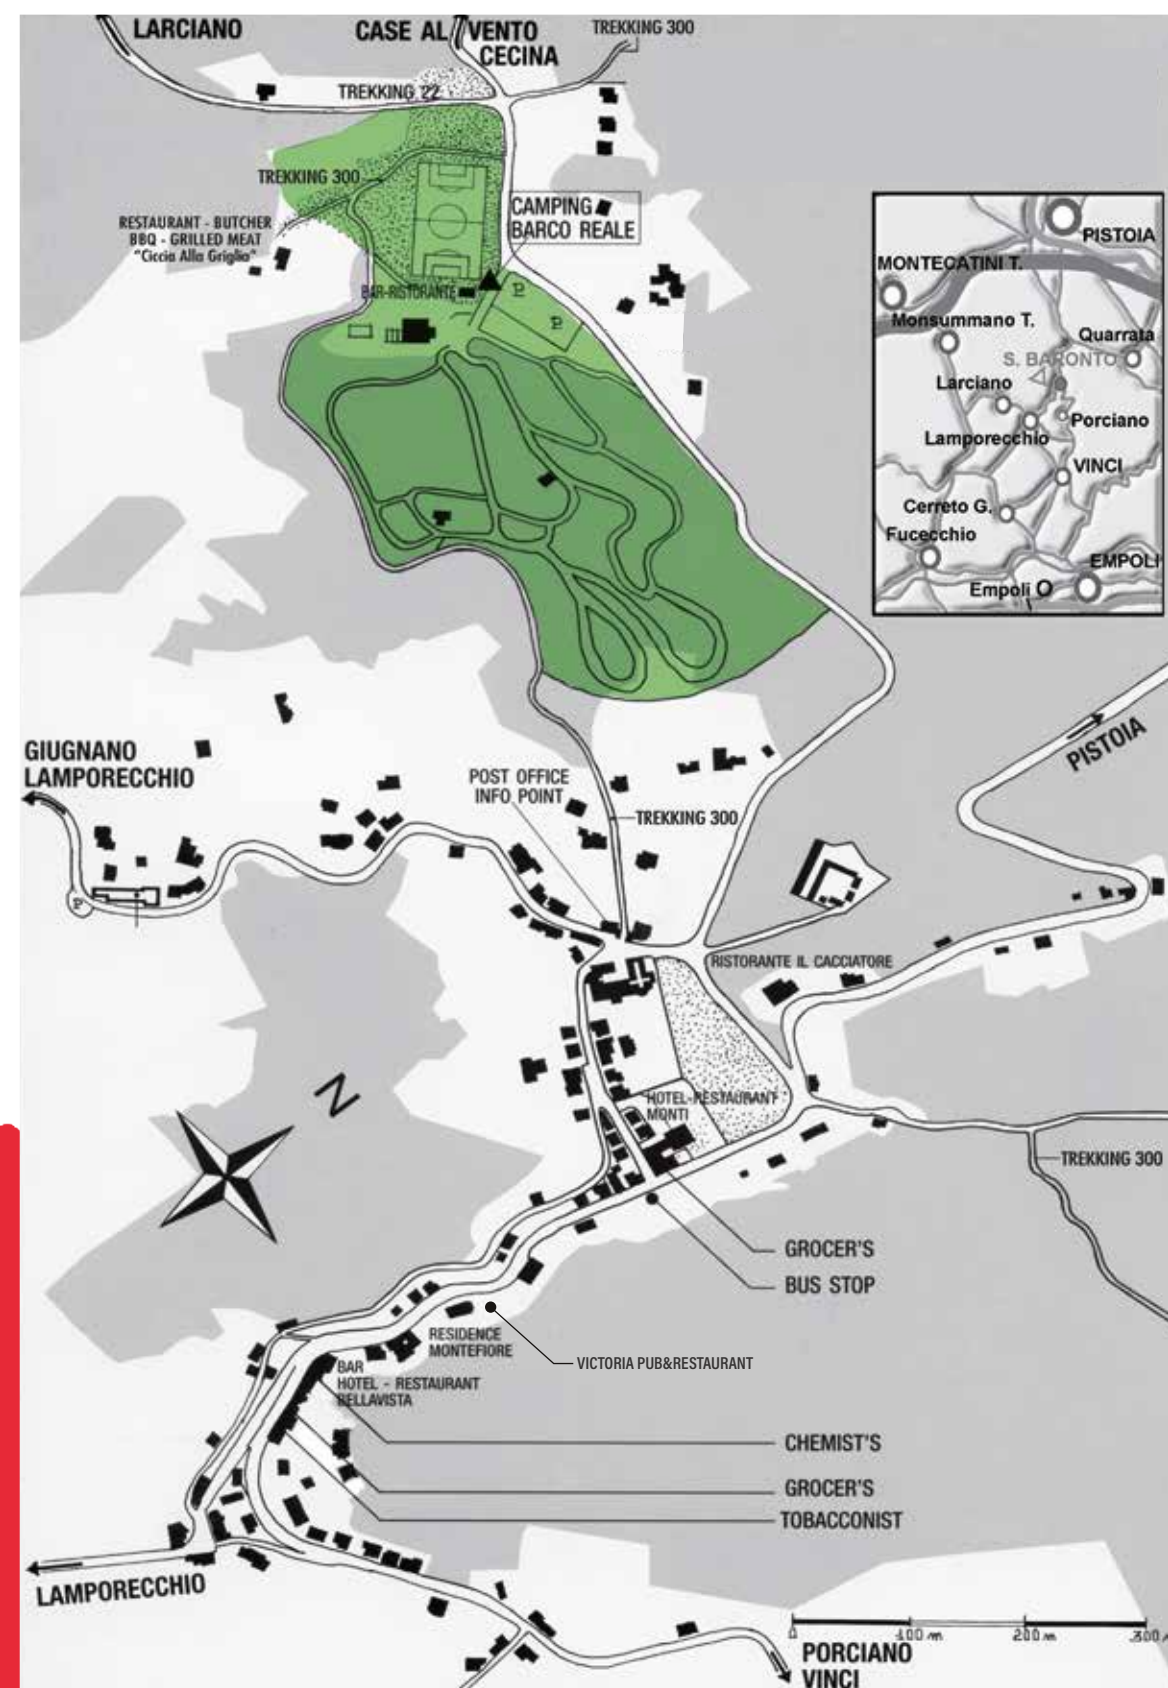 LARCIANO
CASE AL VENTO
CECINA
TREKKING 300
TREKKING 22
TREKKING 300
CAMPING
BARCO REALE
RESTAURANT - BUTCHER
BBQ - GRILLED MEAT
"Ciccia Alla Griglia"
BAR-RISTORANTE
P
P
PISTOIA
MONTECATINI T.
Monsummano T.
Quarrata
S. BARONTO
Larciano
Porciano
Lamporecchio
VINCI
Cerreto G.
Fucecchio
EMPOLI
Empoli
PISTOIA
GIUGNANO
LAMPORECCHIO
POST OFFICE
INFO POINT
TREKKING 300
P
RISTORANTE IL CACCIATORE
HOTEL-RESTAURANT
MONTI
N
TREKKING 300
GROCER'S
BUS STOP
RESIDENCE
MONTEFIORE
VICTORIA PUB&RESTAURANT
BAR
HOTEL - RESTAURANT
BELLAVISTA
CHEMIST'S
GROCER'S
TOBACCONIST
LAMPORECCHIO
0 100 m 200 m 300
PORCIANO
VINCI